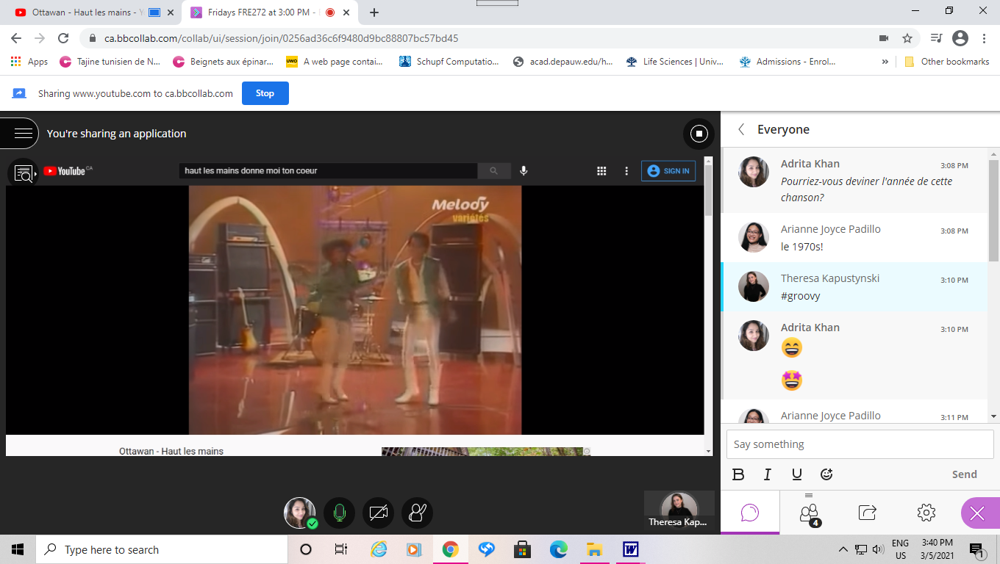 Ottawan - Haut les mains - Y
Fridays FRE272 at 3:00 PM -
ca.bbcollab.com/collab/ui/session/join/0256ad36c6f9480d9bc88807bc57bd45
Apps
Tajine tunisien de N...
Beignets aux épinar...
UWO
A web page contai...
Schupf Computatio...
acad.depauw.edu/h...
Life Sciences | Univ...
Admissions - Enrol...
»
Other bookmarks
Sharing www.youtube.com to ca.bbcollab.com
Stop
You're sharing an application
YouTube CA
haut les mains donne moi ton coeur
SIGN IN
Melody
variétés
Ottawan - Haut les mains
Theresa Kap...
Everyone
Adrita Khan 3:08 PM
Pourriez-vous deviner l'année de cette
chanson?
Arianne Joyce Padillo 3:08 PM
le 1970s!
Theresa Kapustynski 3:10 PM
#groovy
Adrita Khan 3:10 PM
Arianne Joyce Padillo 3:11 PM
Say something
B I U
Send
4
Type here to search
W
ENG
US
3:40 PM
3/5/2021
1